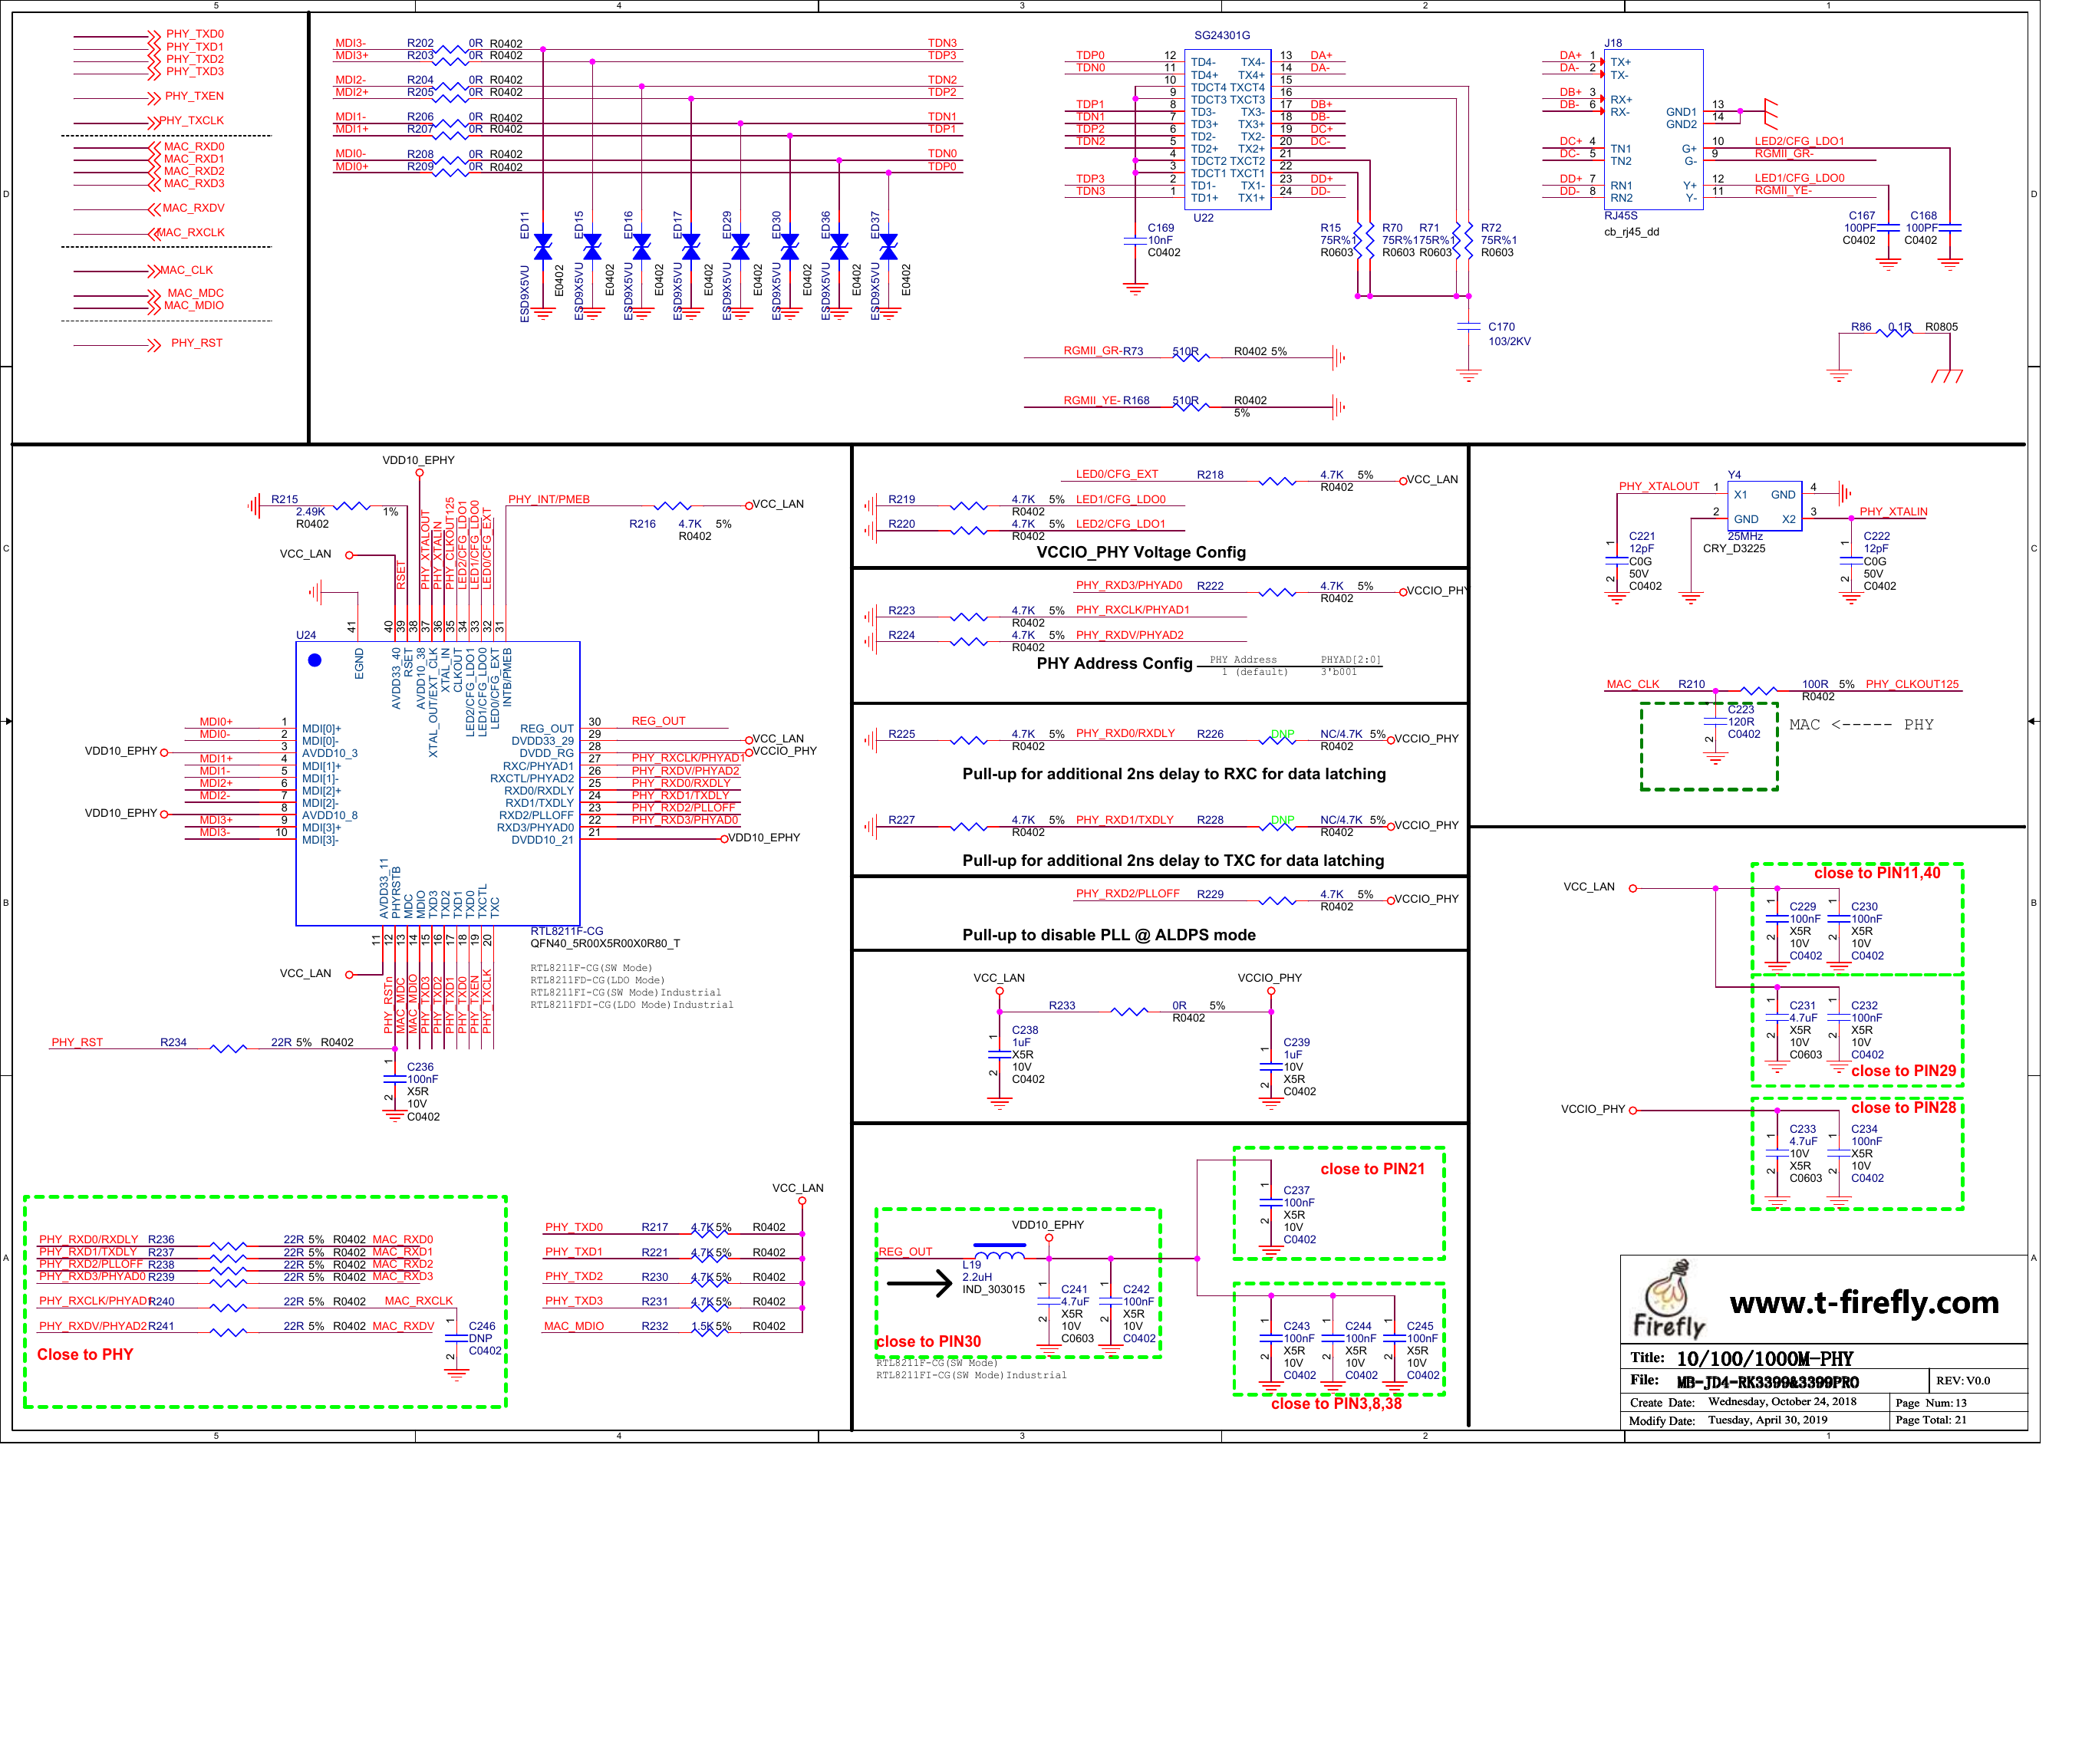 5 4 3 2 1
PHY_TXD0
PHY_TXD1
PHY_TXD2
PHY_TXD3
PHY_TXEN
PHY_TXCLK
MAC_RXD0
MAC_RXD1
MAC_RXD2
MAC_RXD3
MAC_RXDV
MAC_RXCLK
MAC_CLK
MAC_MDC
MAC_MDIO
PHY_RST
MDI3- R202 0R R0402 TDN3
MDI3+ R203 0R R0402 TDP3
MDI2- R204 0R R0402 TDN2
MDI2+ R205 0R R0402 TDP2
MDI1- R206 0R R0402 TDN1
MDI1+ R207 0R R0402 TDP1
MDI0- R208 0R R0402 TDN0
MDI0+ R209 0R R0402 TDP0
ED11 ED15 ED16 ED17 ED29 ED30 ED36 ED37
ESD9X5VU ESD9X5VU ESD9X5VU ESD9X5VU ESD9X5VU ESD9X5VU ESD9X5VU ESD9X5VU
E0402 E0402 E0402 E0402 E0402 E0402 E0402 E0402
SG24301G
TDP0 12 TD4- TX4- 13 DA+
TDN0 11 TD4+ TX4+ 14 DA-
10 TDCT4 TXCT4 15
9 TDCT3 TXCT3 16
TDP1 8 TD3- TX3- 17 DB+
TDN1 7 TD3+ TX3+ 18 DB-
TDP2 6 TD2- TX2- 19 DC+
TDN2 5 TD2+ TX2+ 20 DC-
4 TDCT2 TXCT2 21
3 TDCT1 TXCT1 22
TDP3 2 TD1- TX1- 23 DD+
TDN3 1 TD1+ TX1+ 24 DD-
U22
C169
10nF
C0402
R15 R70 R71 R72
75R%1 75R%1 75R%1 75R%1
R0603 R0603 R0603 R0603
C170
103/2KV
RGMII_GR- R73 510R R0402 5%
RGMII_YE- R168 510R R0402
5%
J18
DA+ 1 TX+
DA- 2 TX-
DB+ 3 RX+
DB- 6 RX-
GND1 13
GND2 14
DC+ 4 TN1 G+ 10 LED2/CFG_LDO1
DC- 5 TN2 G- 9 RGMII_GR-
DD+ 7 RN1 Y+ 12 LED1/CFG_LDO0
DD- 8 RN2 Y- 11 RGMII_YE-
RJ45S
cb_rj45_dd
C167 C168
100PF 100PF
C0402 C0402
R86 0.1R R0805
D D
VDD10_EPHY
R215
2.49K 1%
R0402
VCC_LAN
PHY_INT/PMEB
R216 4.7K 5%
R0402
VCC_LAN
RSET
PHY_XTALOUT
PHY_XTALIN
PHY_CLKOUT125
LED2/CFG_LDO1
LED1/CFG_LDO0
LED0/CFG_EXT
U24
41 40 39 38 37 36 35 34 33 32 31
EGND
AVDD33_40
RSET
AVDD10_38
XTAL_OUT/EXT_CLK
XTAL_IN
CLKOUT
LED2/CFG_LDO1
LED1/CFG_LDO0
LED0/CFG_EXT
INTB/PMEB
MDI0+ 1 MDI[0]+
MDI0- 2 MDI[0]-
VDD10_EPHY 3 AVDD10_3
MDI1+ 4 MDI[1]+
MDI1- 5 MDI[1]-
MDI2+ 6 MDI[2]+
MDI2- 7 MDI[2]-
VDD10_EPHY 8 AVDD10_8
MDI3+ 9 MDI[3]+
MDI3- 10 MDI[3]-
REG_OUT 30 REG_OUT
DVDD33_29 29 VCC_LAN
DVDD_RG 28 VCCIO_PHY
RXC/PHYAD1 27 PHY_RXCLK/PHYAD1
RXCTL/PHYAD2 26 PHY_RXDV/PHYAD2
RXD0/RXDLY 25 PHY_RXD0/RXDLY
RXD1/TXDLY 24 PHY_RXD1/TXDLY
RXD2/PLLOFF 23 PHY_RXD2/PLLOFF
RXD3/PHYAD0 22 PHY_RXD3/PHYAD0
DVDD10_21 21 VDD10_EPHY
AVDD33_11
PHYRSTB
MDC
MDIO
TXD3
TXD2
TXD1
TXD0
TXCTL
TXC
11 12 13 14 15 16 17 18 19 20
VCC_LAN
PHY_RSTn
MAC_MDC
MAC_MDIO
PHY_TXD3
PHY_TXD2
PHY_TXD1
PHY_TXD0
PHY_TXEN
PHY_TXCLK
RTL8211F-CG
QFN40_5R00X5R00X0R80_T
RTL8211F-CG(SW Mode)
RTL8211FD-CG(LDO Mode)
RTL8211FI-CG(SW Mode)Industrial
RTL8211FDI-CG(LDO Mode)Industrial
PHY_RST R234 22R 5% R0402
1 2
C236
100nF
X5R
10V
C0402
PHY_RXD0/RXDLY R236 22R 5% R0402 MAC_RXD0
PHY_RXD1/TXDLY R237 22R 5% R0402 MAC_RXD1
PHY_RXD2/PLLOFF R238 22R 5% R0402 MAC_RXD2
PHY_RXD3/PHYAD0 R239 22R 5% R0402 MAC_RXD3
PHY_RXCLK/PHYAD1 R240 22R 5% R0402 MAC_RXCLK
PHY_RXDV/PHYAD2 R241 22R 5% R0402 MAC_RXDV
Close to PHY
1 2
C246
DNP
C0402
VCC_LAN
PHY_TXD0 R217 4.7K 5% R0402
PHY_TXD1 R221 4.7K 5% R0402
PHY_TXD2 R230 4.7K 5% R0402
PHY_TXD3 R231 4.7K 5% R0402
MAC_MDIO R232 1.5K 5% R0402
LED0/CFG_EXT R218 4.7K 5% VCC_LAN
R0402
R219 4.7K 5% LED1/CFG_LDO0
R0402
R220 4.7K 5% LED2/CFG_LDO1
R0402
VCCIO_PHY Voltage Config
PHY_RXD3/PHYAD0 R222 4.7K 5% VCCIO_PHY
R0402
R223 4.7K 5% PHY_RXCLK/PHYAD1
R0402
R224 4.7K 5% PHY_RXDV/PHYAD2
R0402
PHY Address Config
PHY Address PHYAD[2:0]
1 (default) 3'b001
R225 4.7K 5% PHY_RXD0/RXDLY R226 DNP NC/4.7K 5% VCCIO_PHY
R0402 R0402
Pull-up for additional 2ns delay to RXC for data latching
R227 4.7K 5% PHY_RXD1/TXDLY R228 DNP NC/4.7K 5% VCCIO_PHY
R0402 R0402
Pull-up for additional 2ns delay to TXC for data latching
PHY_RXD2/PLLOFF R229 4.7K 5% VCCIO_PHY
R0402
Pull-up to disable PLL @ ALDPS mode
VCC_LAN VCCIO_PHY
R233 0R 5%
R0402
1 2
C238
1uF
X5R
10V
C0402
1 2
C239
1uF
10V
X5R
C0402
REG_OUT
VDD10_EPHY
L19
2.2uH
IND_303015
close to PIN30
RTL8211F-CG(SW Mode)
RTL8211FI-CG(SW Mode)Industrial
1 2 1 2
C241 C242
4.7uF 100nF
X5R X5R
10V 10V
C0603 C0402
close to PIN21
1 2
C237
100nF
X5R
10V
C0402
1 2 1 2 1 2
C243 C244 C245
100nF 100nF 100nF
X5R X5R X5R
10V 10V 10V
C0402 C0402 C0402
close to PIN3,8,38
Y4
PHY_XTALOUT 1 X1 GND 4
2 GND X2 3 PHY_XTALIN
25MHz
CRY_D3225
1 2 1 2
C221 C222
12pF 12pF
C0G C0G
50V 50V
C0402 C0402
MAC_CLK R210 100R 5% PHY_CLKOUT125
R0402
2
C223
120R
C0402
MAC <----- PHY
VCC_LAN
close to PIN11,40
1 2 1 2
C229 C230
100nF 100nF
X5R X5R
10V 10V
C0402 C0402
1 2 1 2
C231 C232
4.7uF 100nF
X5R X5R
10V 10V
C0603 C0402
close to PIN29
VCCIO_PHY
close to PIN28
1 2 1 2
C233 C234
4.7uF 100nF
10V X5R
X5R 10V
C0603 C0402
C C
B B
A A
Firefly
www.t-firefly.com
Title: 10/100/1000M-PHY
File: MB-JD4-RK3399&3399PRO REV: V0.0
Create Date: Wednesday, October 24, 2018 Page Num: 13
Modify Date: Tuesday, April 30, 2019 Page Total: 21
5 4 3 2 1